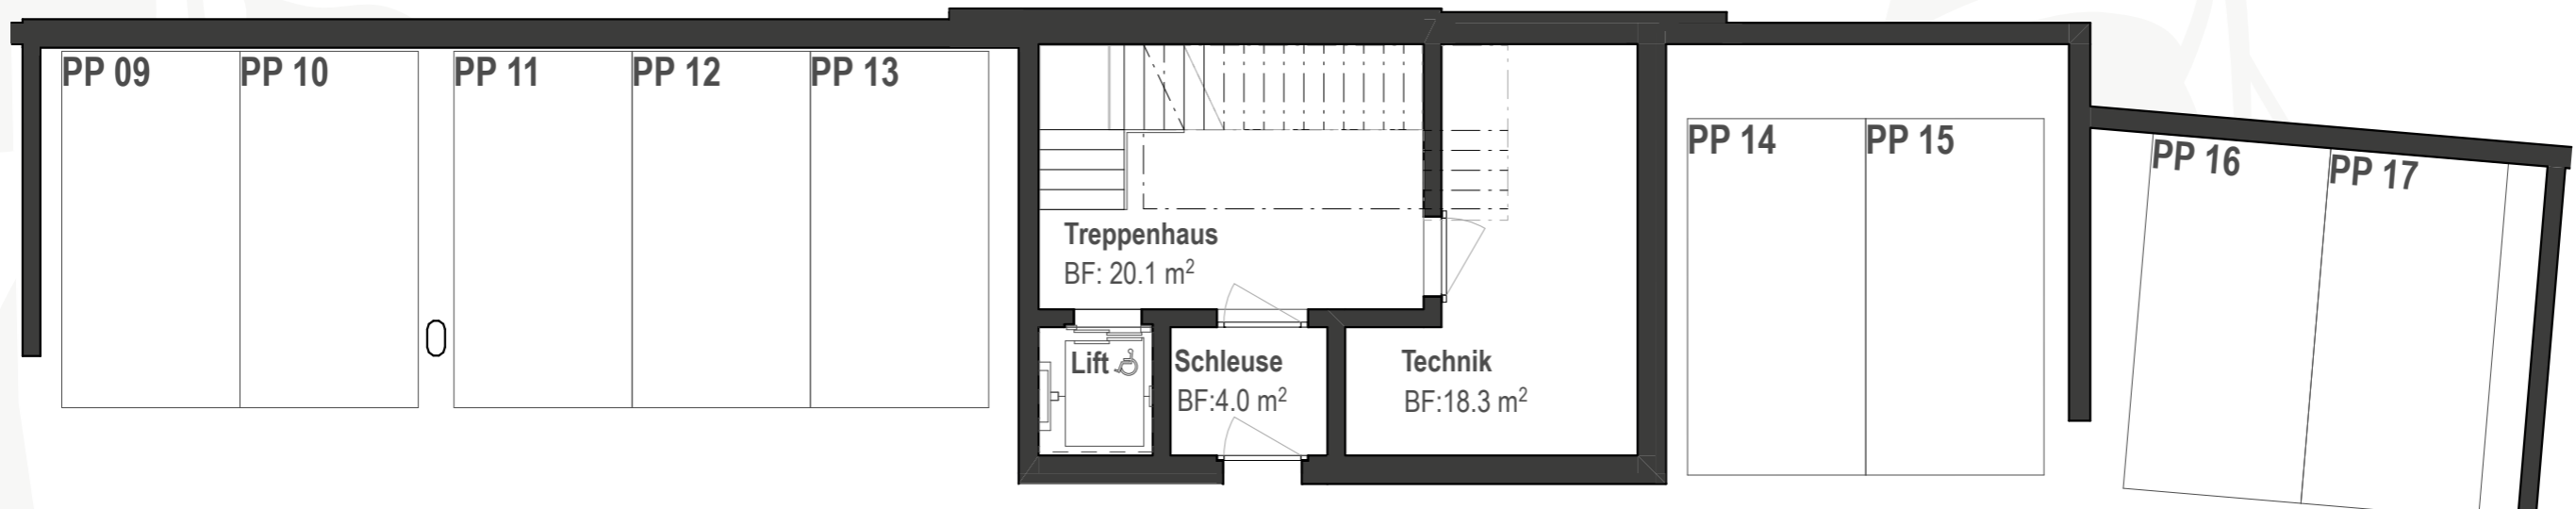 PP 09
PP 10
PP 11
PP 12
PP 13
Treppenhaus
BF: 20.1 m²
Lift
Schleuse
BF:4.0 m²
Technik
BF:18.3 m²
PP 14
PP 15
PP 16
PP 17